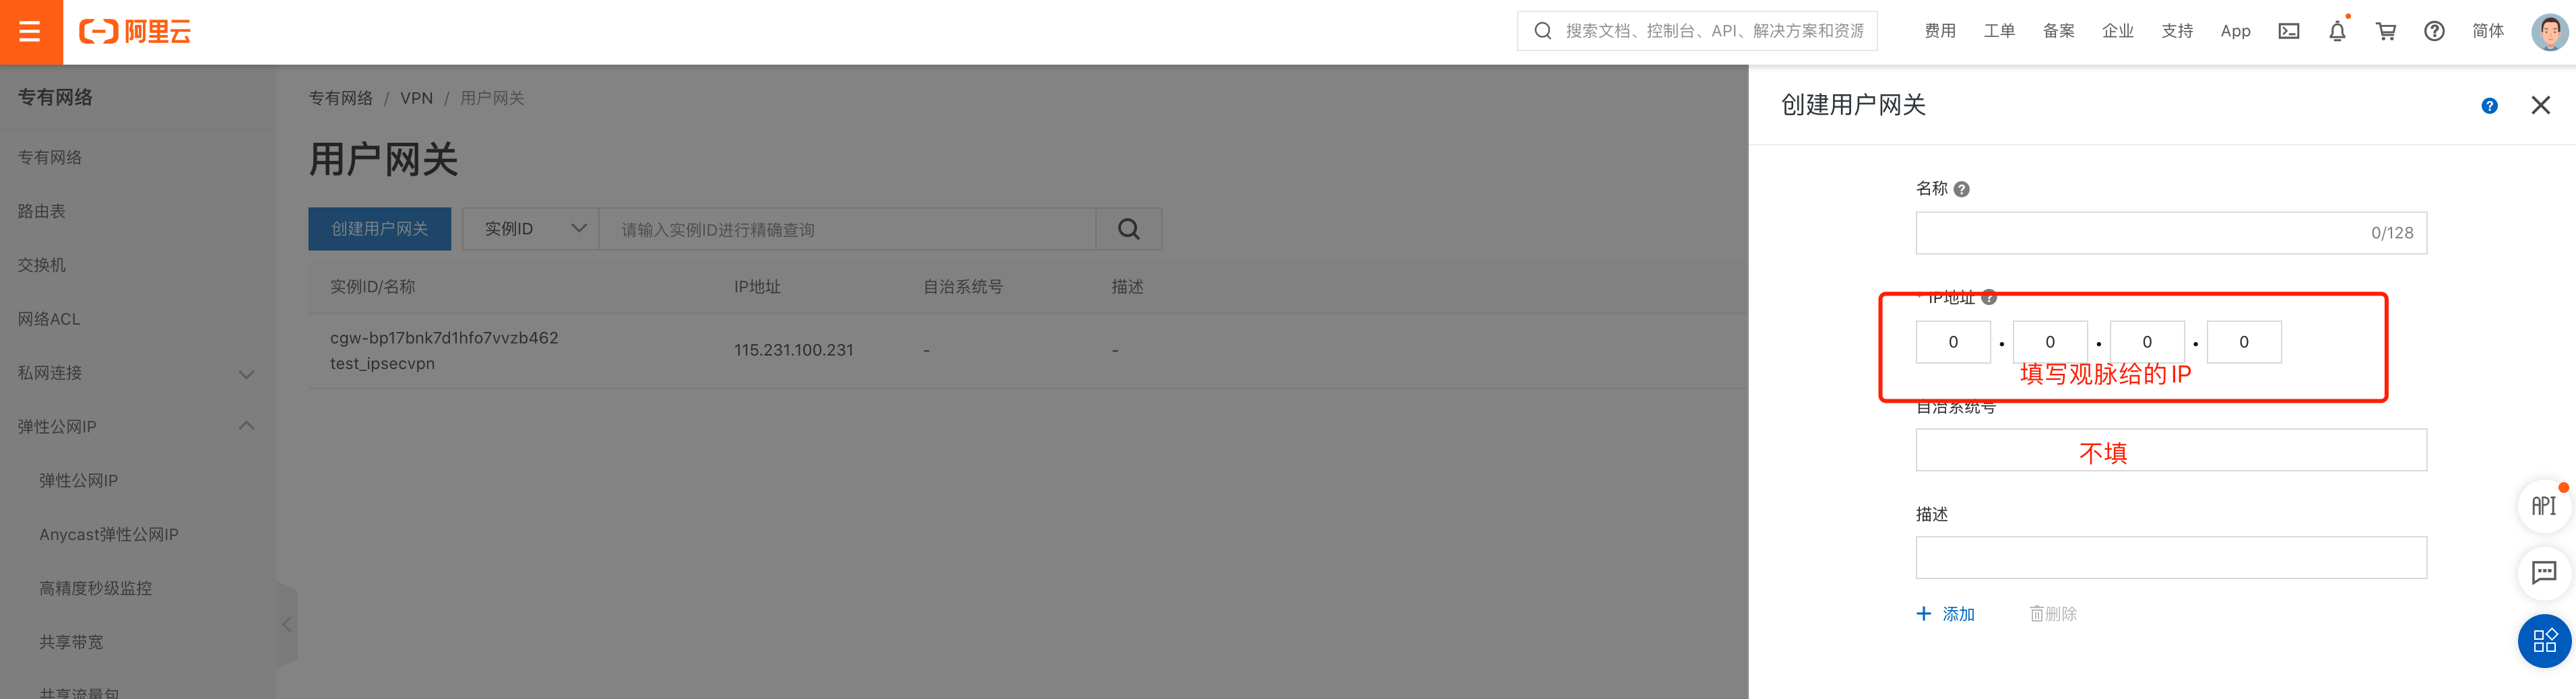 阿里云
搜索文档、控制台、API、解决方案和资源
费用 工单 备案 企业 支持 App 简体
专有网络
专有网络
路由表
交换机
网络ACL
私网连接
弹性公网IP
弹性公网IP
Anycast弹性公网IP
高精度秒级监控
共享带宽
共享流量包
专有网络 / VPN / 用户网关
用户网关
创建用户网关 实例ID 请输入实例ID进行精确查询
实例ID/名称 IP地址 自治系统号 描述
cgw-bp17bnk7d1hfo7vvzb462
test_ipsecvpn
115.231.100.231 - -
创建用户网关
名称
0/128
* IP地址
0 . 0 . 0 . 0
填写观脉给的IP
自治系统号
不填
描述
+ 添加 删除
API